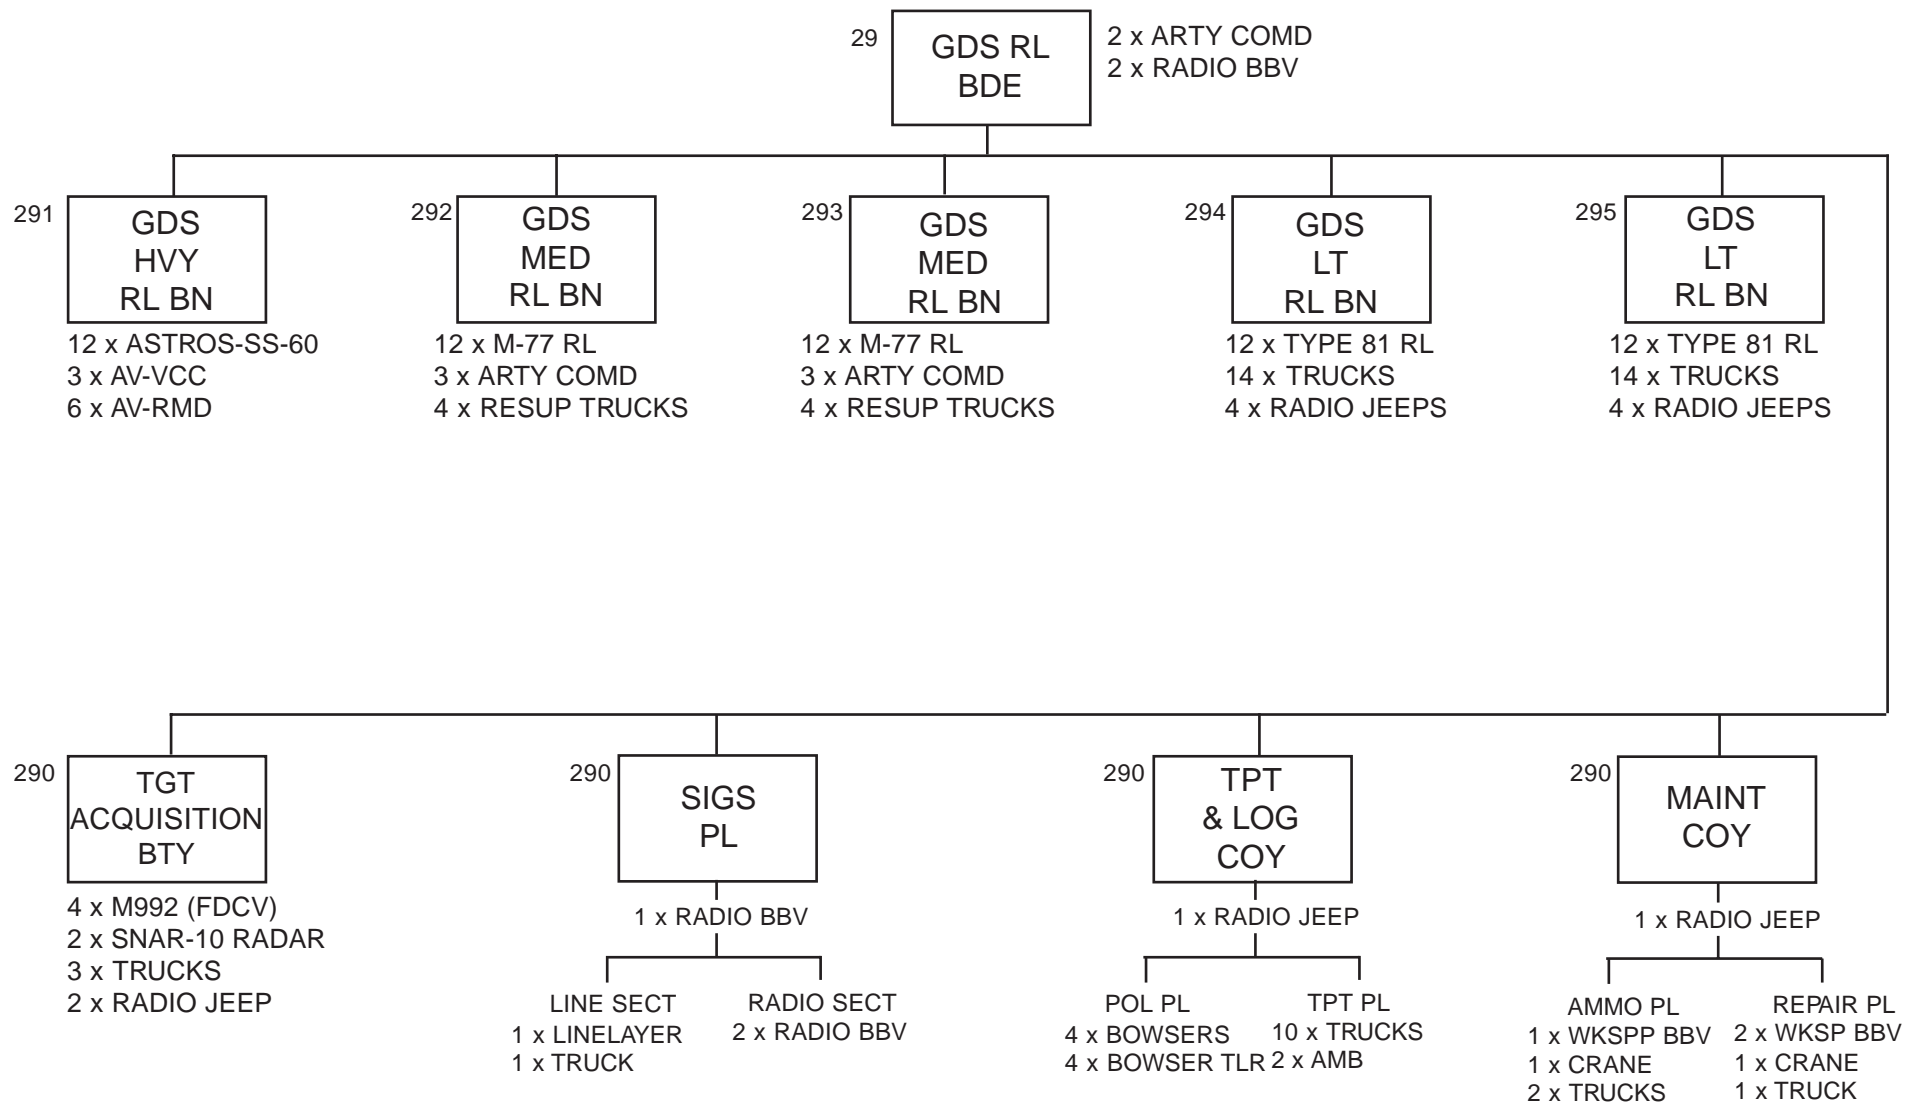 29
GDS RL
BDE
2 x ARTY COMD
2 x RADIO BBV
291
GDS
HVY
RL BN
12 x ASTROS-SS-60
3 x AV-VCC
6 x AV-RMD
292
GDS
MED
RL BN
12 x M-77 RL
3 x ARTY COMD
4 x RESUP TRUCKS
293
GDS
MED
RL BN
12 x M-77 RL
3 x ARTY COMD
4 x RESUP TRUCKS
294
GDS
LT
RL BN
12 x TYPE 81 RL
14 x TRUCKS
4 x RADIO JEEPS
295
GDS
LT
RL BN
12 x TYPE 81 RL
14 x TRUCKS
4 x RADIO JEEPS
290
TGT
ACQUISITION
BTY
4 x M992 (FDCV)
2 x SNAR-10 RADAR
3 x TRUCKS
2 x RADIO JEEP
290
SIGS
PL
1 x RADIO BBV
LINE SECT
1 x LINELAYER
1 x TRUCK
RADIO SECT
2 x RADIO BBV
290
TPT
& LOG
COY
1 x RADIO JEEP
POL PL
4 x BOWSERS
4 x BOWSER TLR
TPT PL
10 x TRUCKS
2 x AMB
290
MAINT
COY
1 x RADIO JEEP
AMMO PL
1 x WKSPP BBV
1 x CRANE
2 x TRUCKS
REPAIR PL
2 x WKSP BBV
1 x CRANE
1 x TRUCK